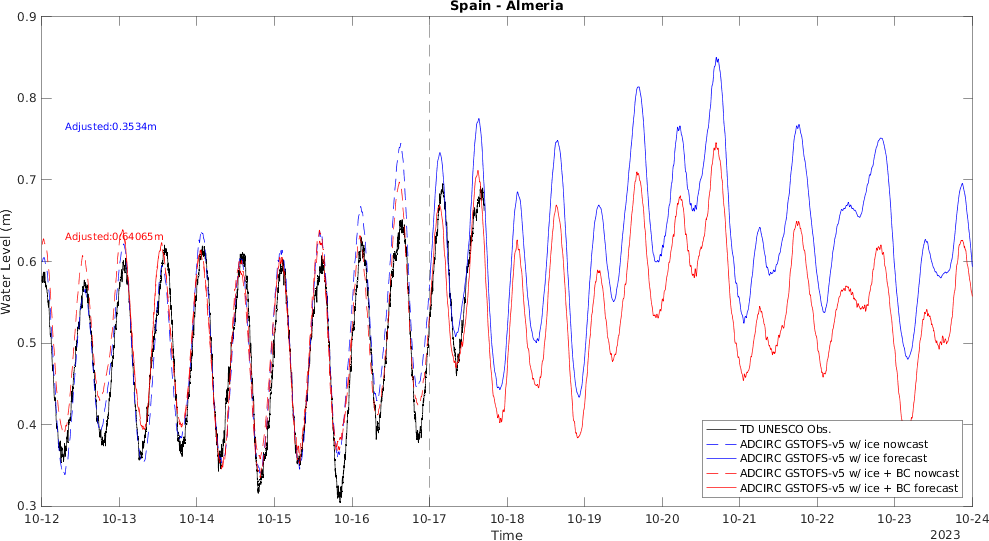 Spain - Almeria
0.9
0.8
0.7
0.6
0.5
0.4
0.3
Water Level (m)
Adjusted:0.3534m
Adjusted:0.64065m
TD UNESCO Obs.
ADCIRC GSTOFS-v5 w/ ice nowcast
ADCIRC GSTOFS-v5 w/ ice forecast
ADCIRC GSTOFS-v5 w/ ice + BC nowcast
ADCIRC GSTOFS-v5 w/ ice + BC forecast
10-12 10-13 10-14 10-15 10-16 10-17 10-18 10-19 10-20 10-21 10-22 10-23 10-24
Time
2023